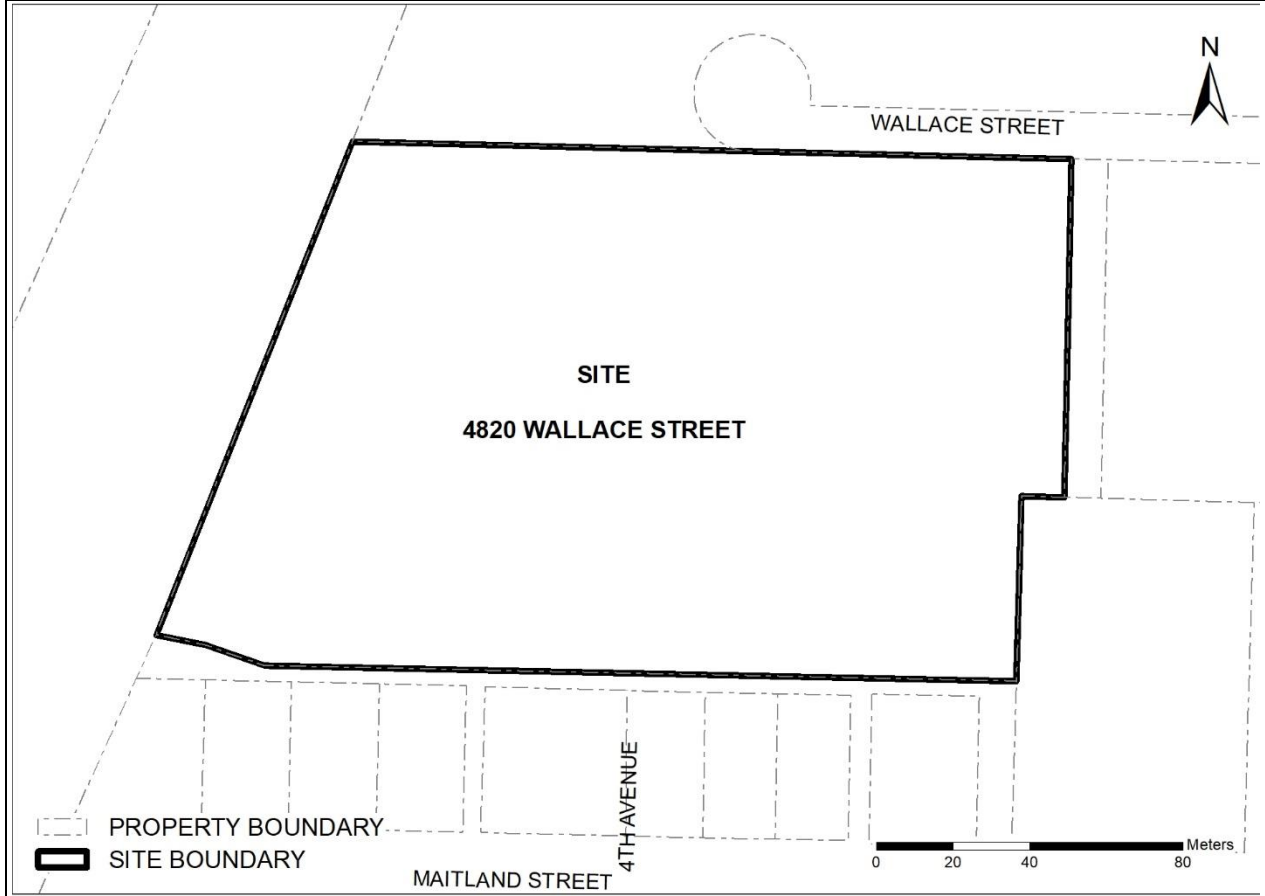 N
WALLACE STREET
SITE
4820 WALLACE STREET
4TH AVENUE
PROPERTY BOUNDARY
SITE BOUNDARY
MAITLAND STREET
Meters
0 20 40 80